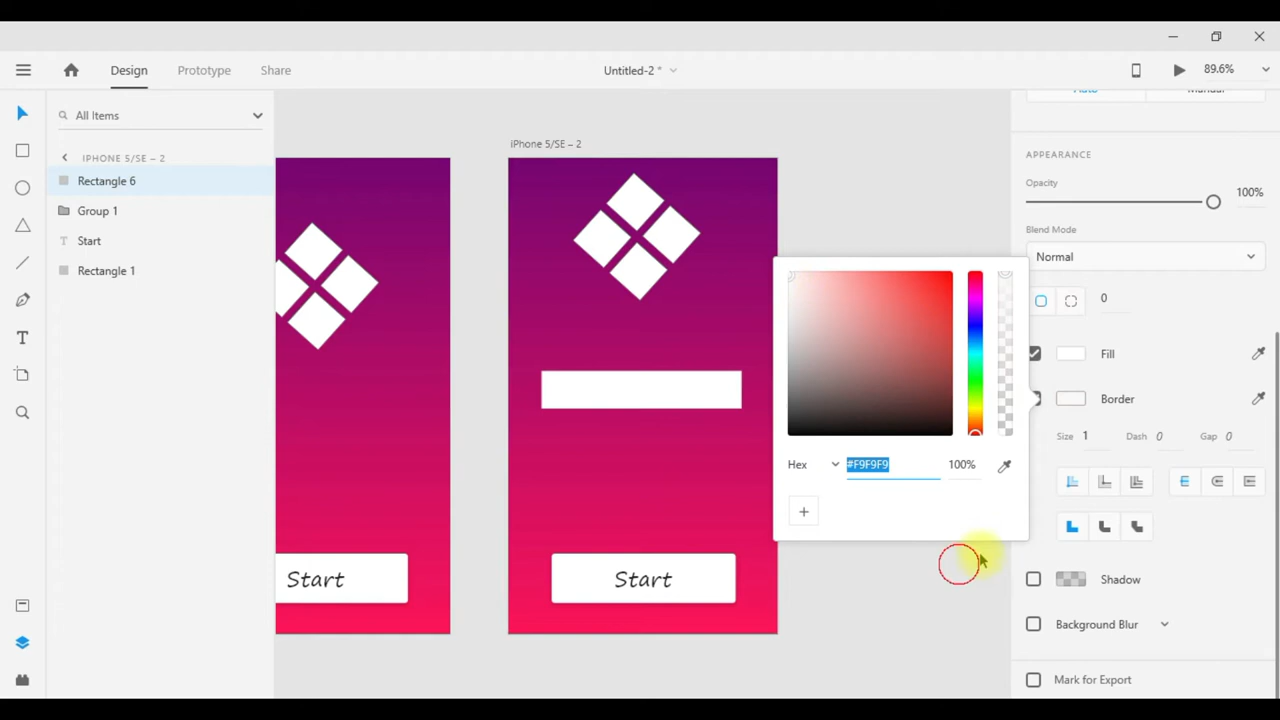 Design
Prototype
Share
Untitled-2 *
89.6%
All Items
IPHONE 5/SE – 2
Rectangle 6
Group 1
Start
Rectangle 1
iPhone 5/SE – 2
Start
Start
Auto
Manual
APPEARANCE
Opacity
100%
Blend Mode
Normal
0
Fill
Border
Size 1
Dash 0
Gap 0
Hex
#F9F9F9
100%
+
Shadow
Background Blur
Mark for Export